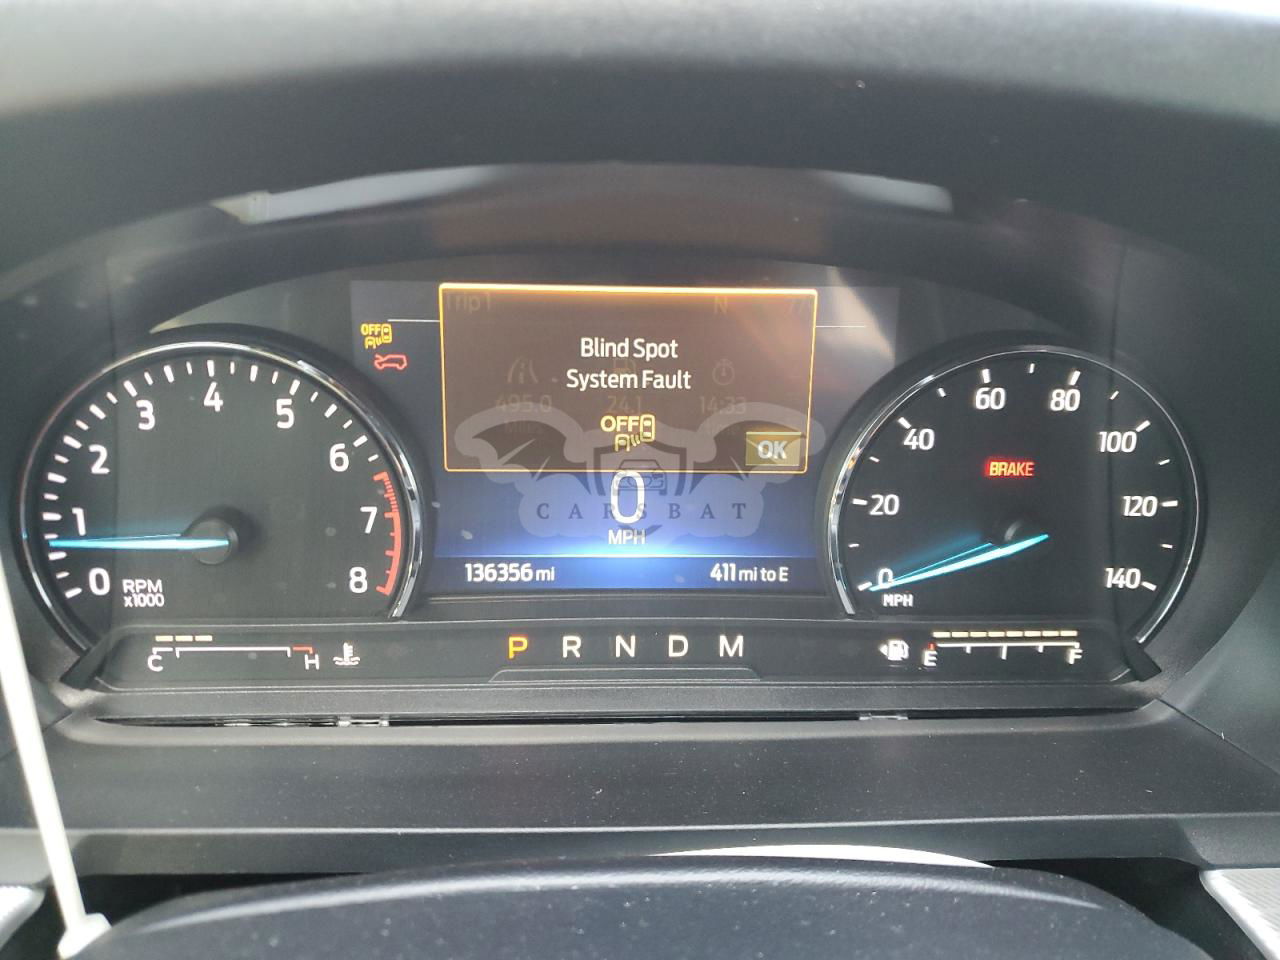 Trip 1
N
77
OFF
Blind Spot
System Fault
495.0
24.1
14:33
OFF
OK
CARSBAT
0
MPH
136356 mi
411 mi to E
0
1
2
3
4
5
6
7
8
RPM
x1000
0
20
40
60
80
100
120
140
BRAKE
MPH
C
H
P R N D M
E
F